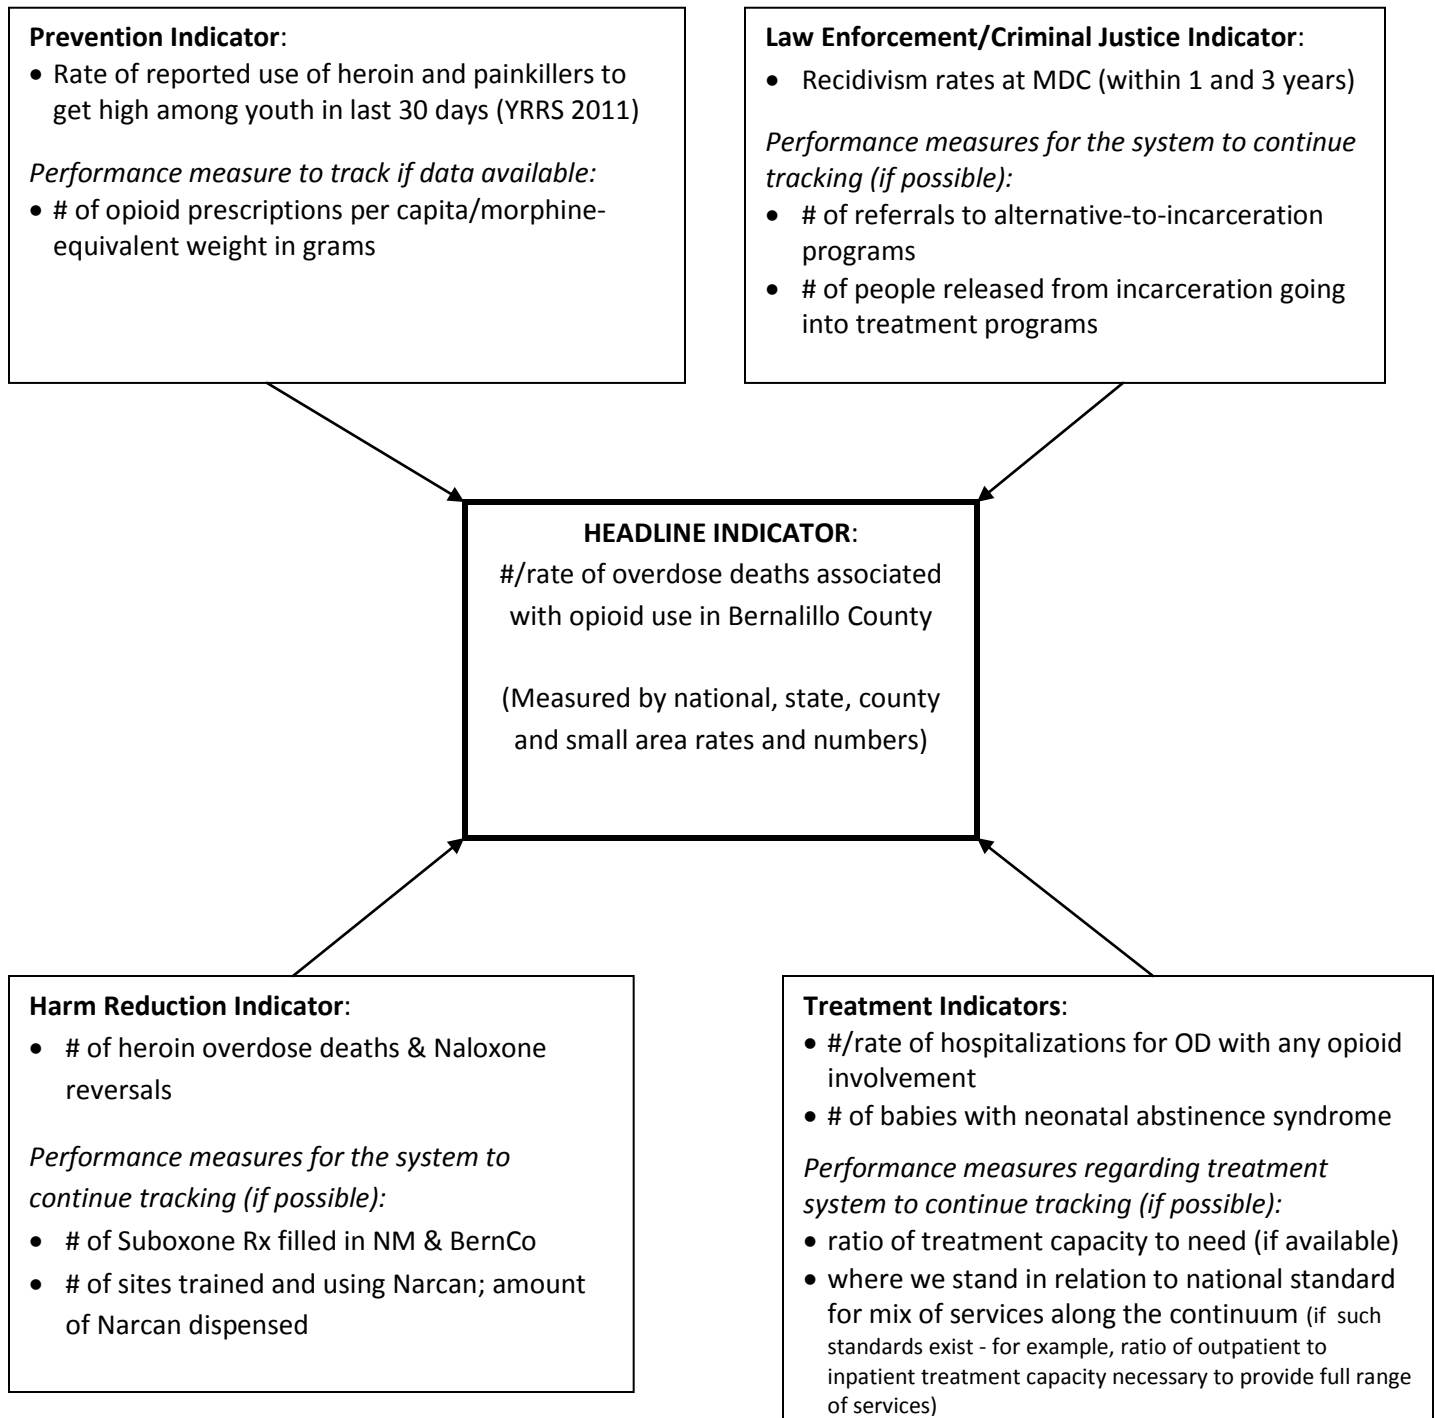 Prevention Indicator:
• Rate of reported use of heroin and painkillers to
get high among youth in last 30 days (YRRS 2011)
Performance measure to track if data available:
• # of opioid prescriptions per capita/morphine-
equivalent weight in grams
Law Enforcement/Criminal Justice Indicator:
• Recidivism rates at MDC (within 1 and 3 years)
Performance measures for the system to continue
tracking (if possible):
• # of referrals to alternative-to-incarceration
programs
• # of people released from incarceration going
into treatment programs
HEADLINE INDICATOR:
#/rate of overdose deaths associated
with opioid use in Bernalillo County
(Measured by national, state, county
and small area rates and numbers)
Harm Reduction Indicator:
• # of heroin overdose deaths & Naloxone
reversals
Performance measures for the system to
continue tracking (if possible):
• # of Suboxone Rx filled in NM & BernCo
• # of sites trained and using Narcan; amount
of Narcan dispensed
Treatment Indicators:
• #/rate of hospitalizations for OD with any opioid
involvement
• # of babies with neonatal abstinence syndrome
Performance measures regarding treatment
system to continue tracking (if possible):
• ratio of treatment capacity to need (if available)
• where we stand in relation to national standard
for mix of services along the continuum (if such
standards exist - for example, ratio of outpatient to
inpatient treatment capacity necessary to provide full range
of services)